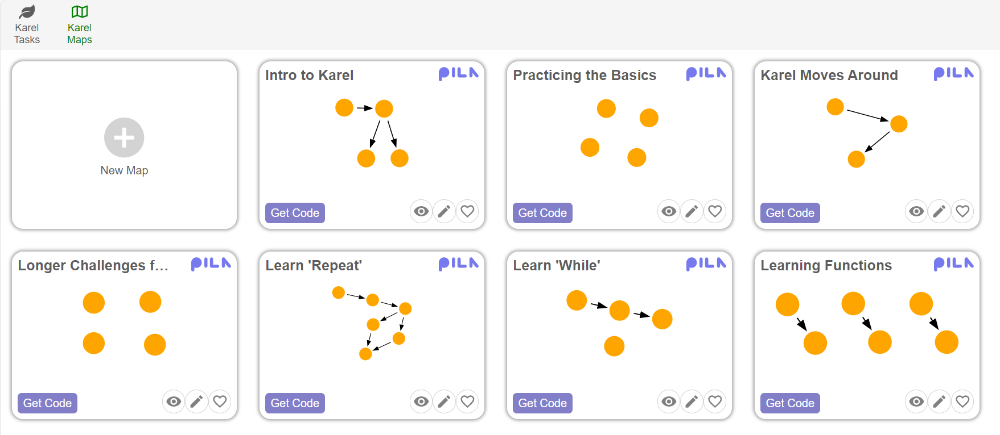 Karel
Tasks
Karel
Maps
New Map
Intro to Karel
PILA
Get Code
Practicing the Basics
PILA
Get Code
Karel Moves Around
PILA
Get Code
Longer Challenges f...
PILA
Get Code
Learn 'Repeat'
PILA
Get Code
Learn 'While'
PILA
Get Code
Learning Functions
PILA
Get Code